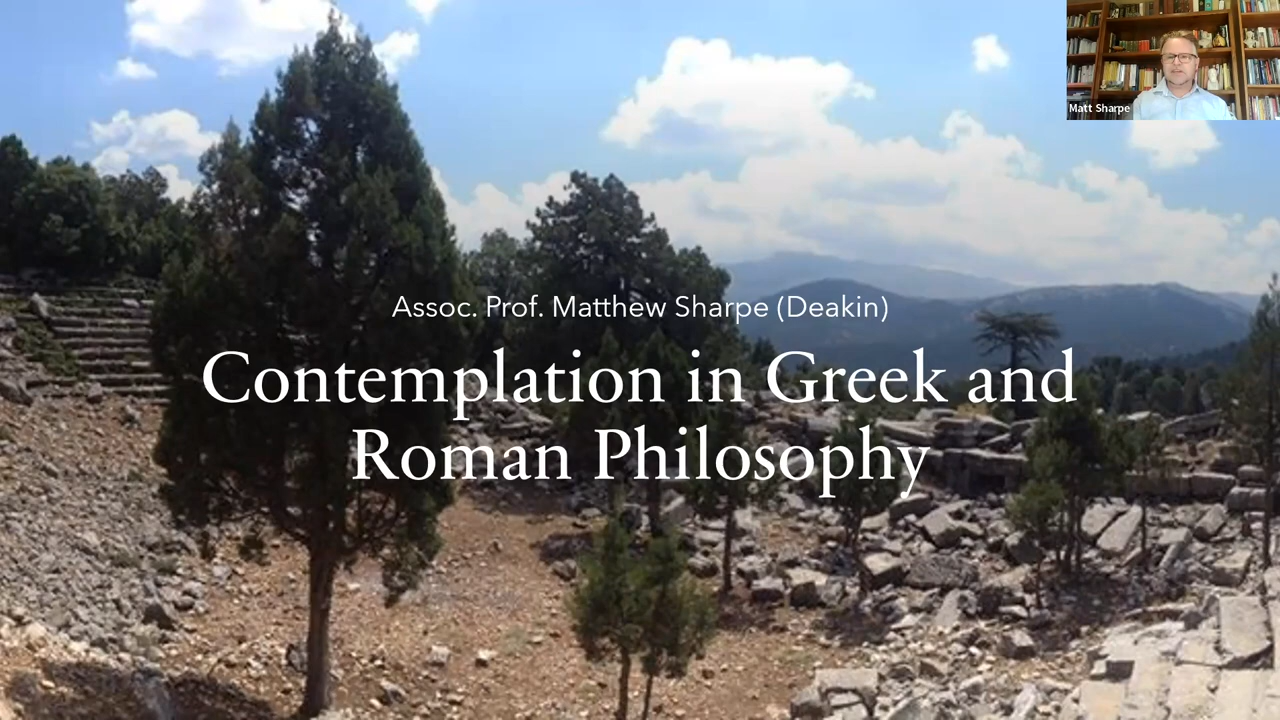 Matt Sharpe
Assoc. Prof. Matthew Sharpe (Deakin)
Contemplation in Greek and
Roman Philosophy